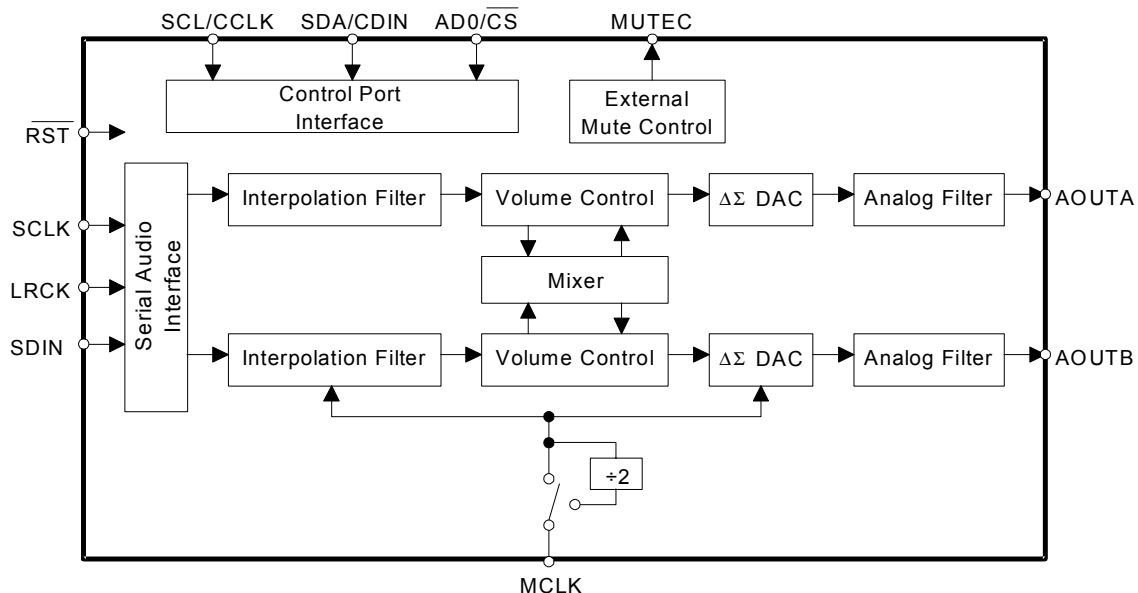 SCL/CCLK SDA/CDIN AD0/CS MUTEC
Control Port
Interface
External
Mute Control
RST
SCLK
LRCK
SDIN
Serial Audio
Interface
Interpolation Filter Volume Control ΔΣ DAC Analog Filter AOUTA
Mixer
Interpolation Filter Volume Control ΔΣ DAC Analog Filter AOUTB
÷2
MCLK